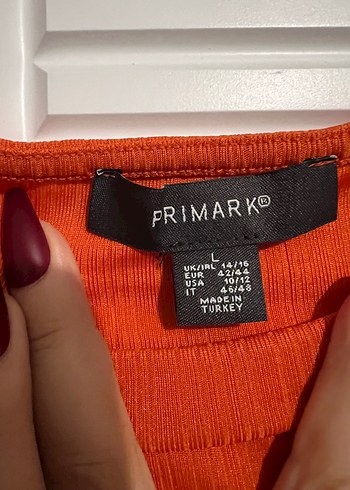 PRIMARK®
L
UK/IRL 14/16
EUR 42/44
USA 10/12
IT 46/48
MADE IN
TURKEY